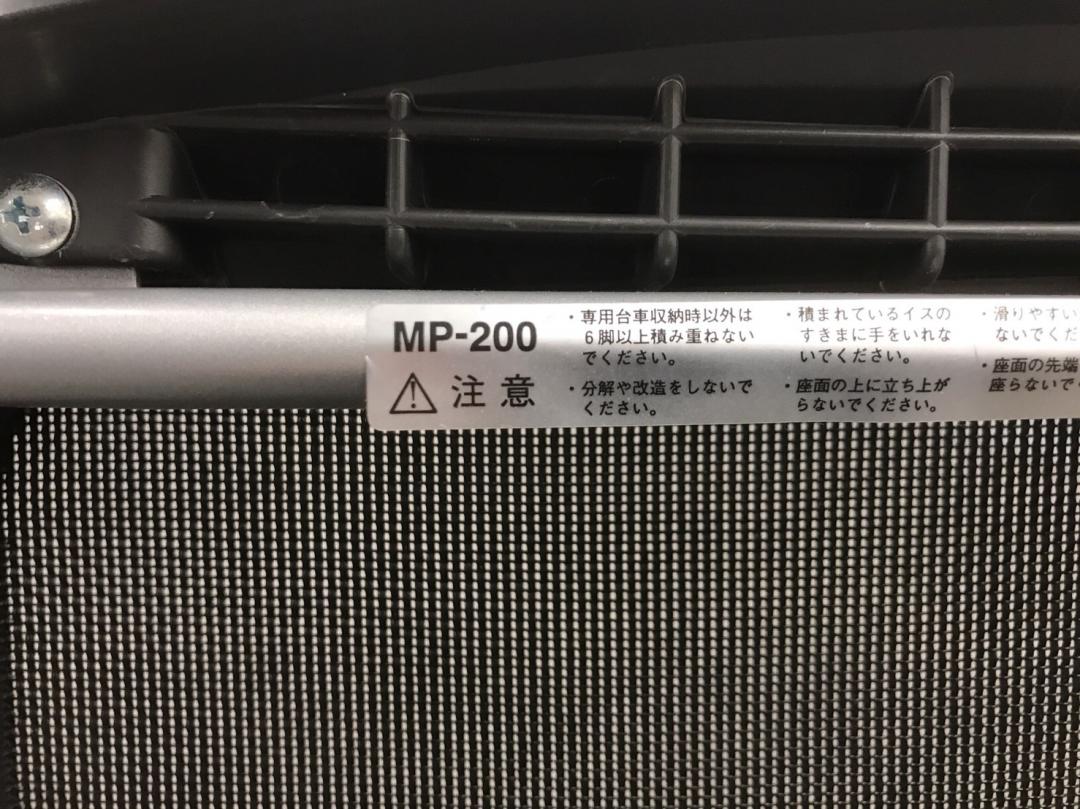 MP-200
注意
・専用台車収納時以外は
6脚以上積み重ねない
でください。
・分解や改造をしないで
ください。
・積まれているイスの
すきまに手をいれな
いでください。
・座面の上に立ち上が
らないでください。
・滑りやすい
ないでくだ
・座面の先端
座らないで